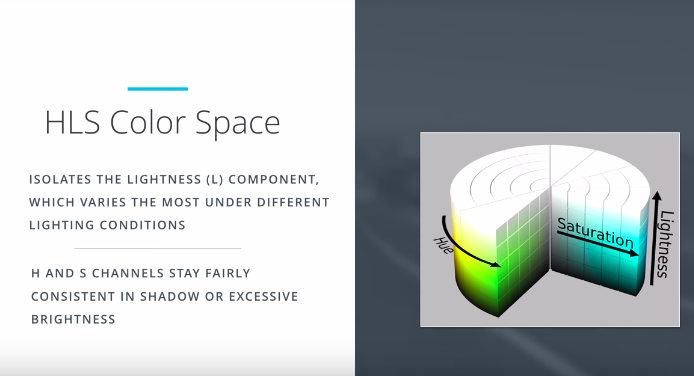 HLS Color Space
ISOLATES THE LIGHTNESS (L) COMPONENT,
WHICH VARIES THE MOST UNDER DIFFERENT
LIGHTING CONDITIONS
H AND S CHANNELS STAY FAIRLY
CONSISTENT IN SHADOW OR EXCESSIVE
BRIGHTNESS
Hue
Saturation
Lightness